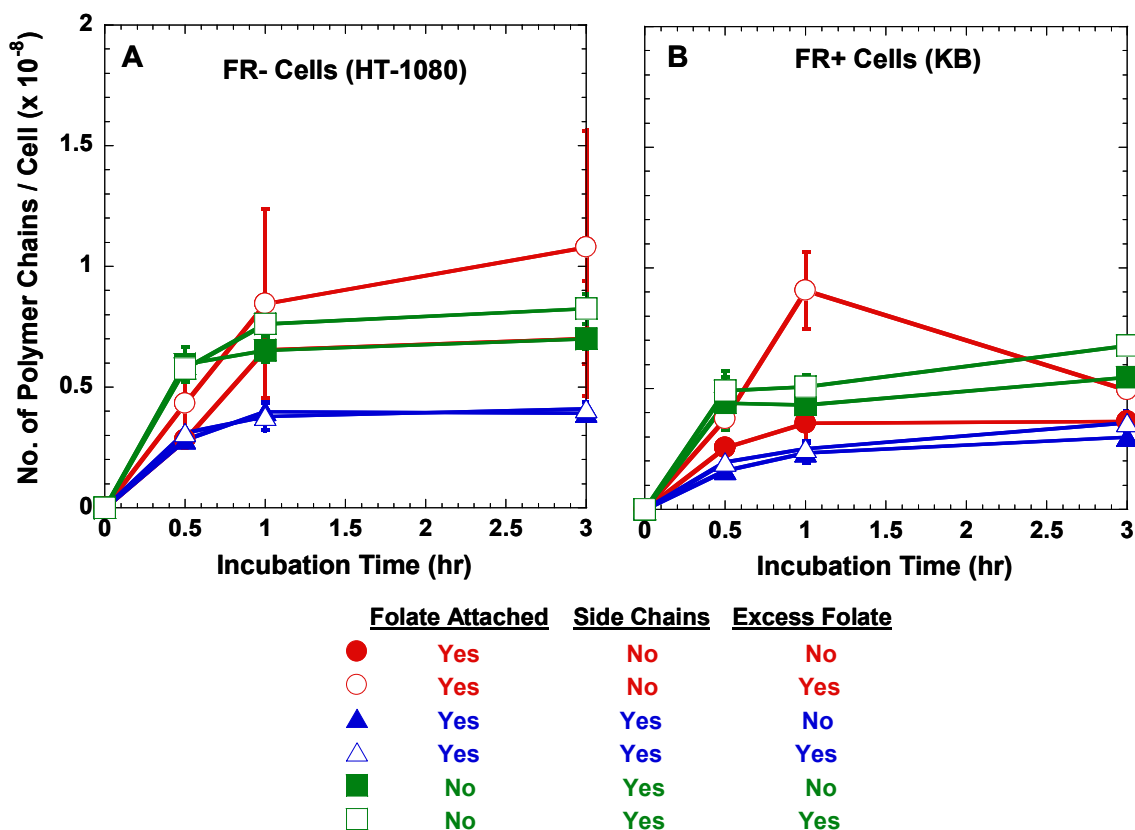 No. of Polymer Chains / Cell (x 10⁻⁸)
2
1.5
1
0.5
0
A
FR- Cells (HT-1080)
B
FR+ Cells (KB)
0 0.5 1 1.5 2 2.5 3
0 0.5 1 1.5 2 2.5 3
Incubation Time (hr)
Incubation Time (hr)
Folate Attached Side Chains Excess Folate
Yes No No
Yes No Yes
Yes Yes No
Yes Yes Yes
No Yes No
No Yes Yes